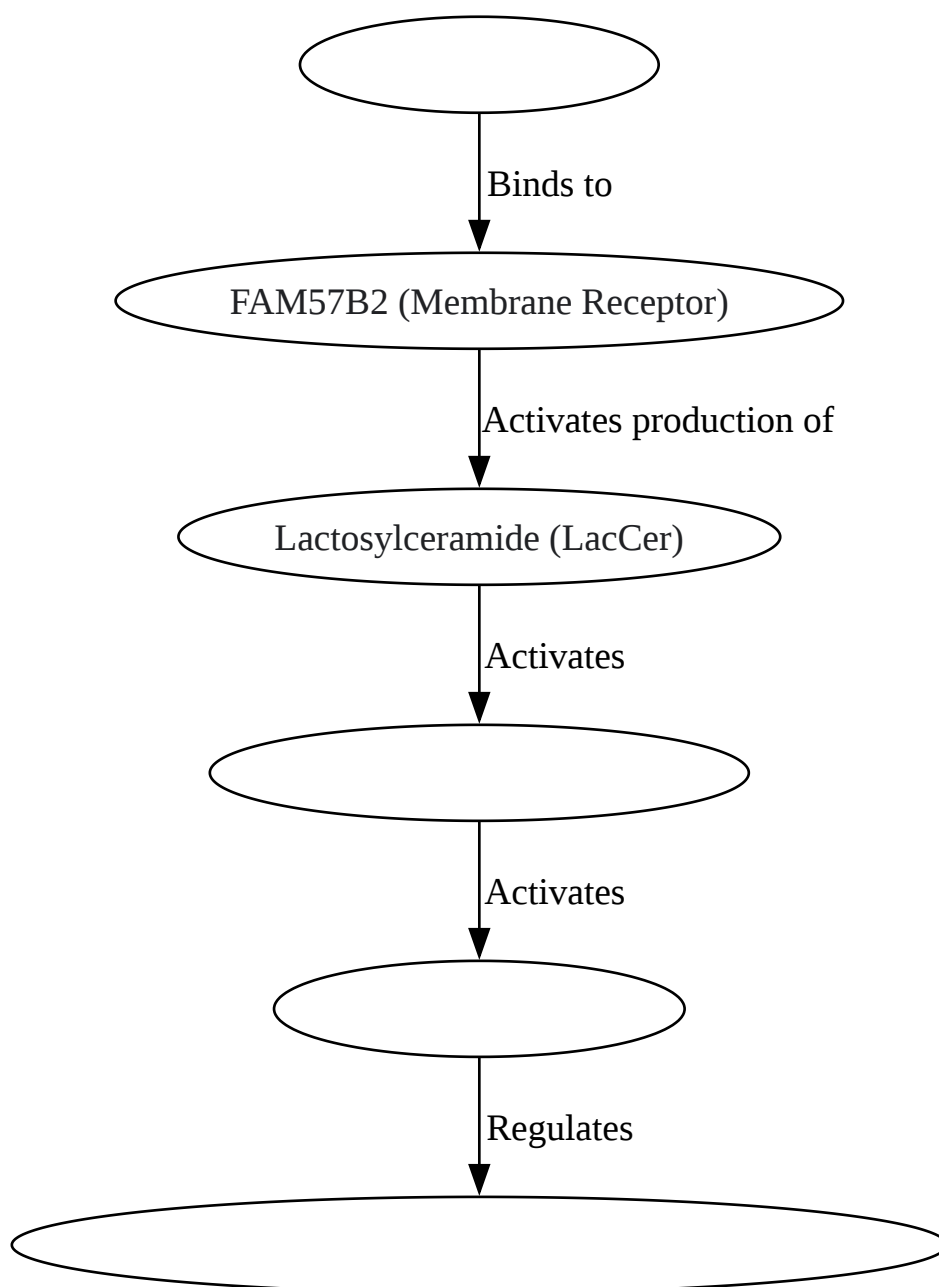 Binds to
FAM57B2 (Membrane Receptor)
Activates production of
Lactosylceramide (LacCer)
Activates
Activates
Regulates